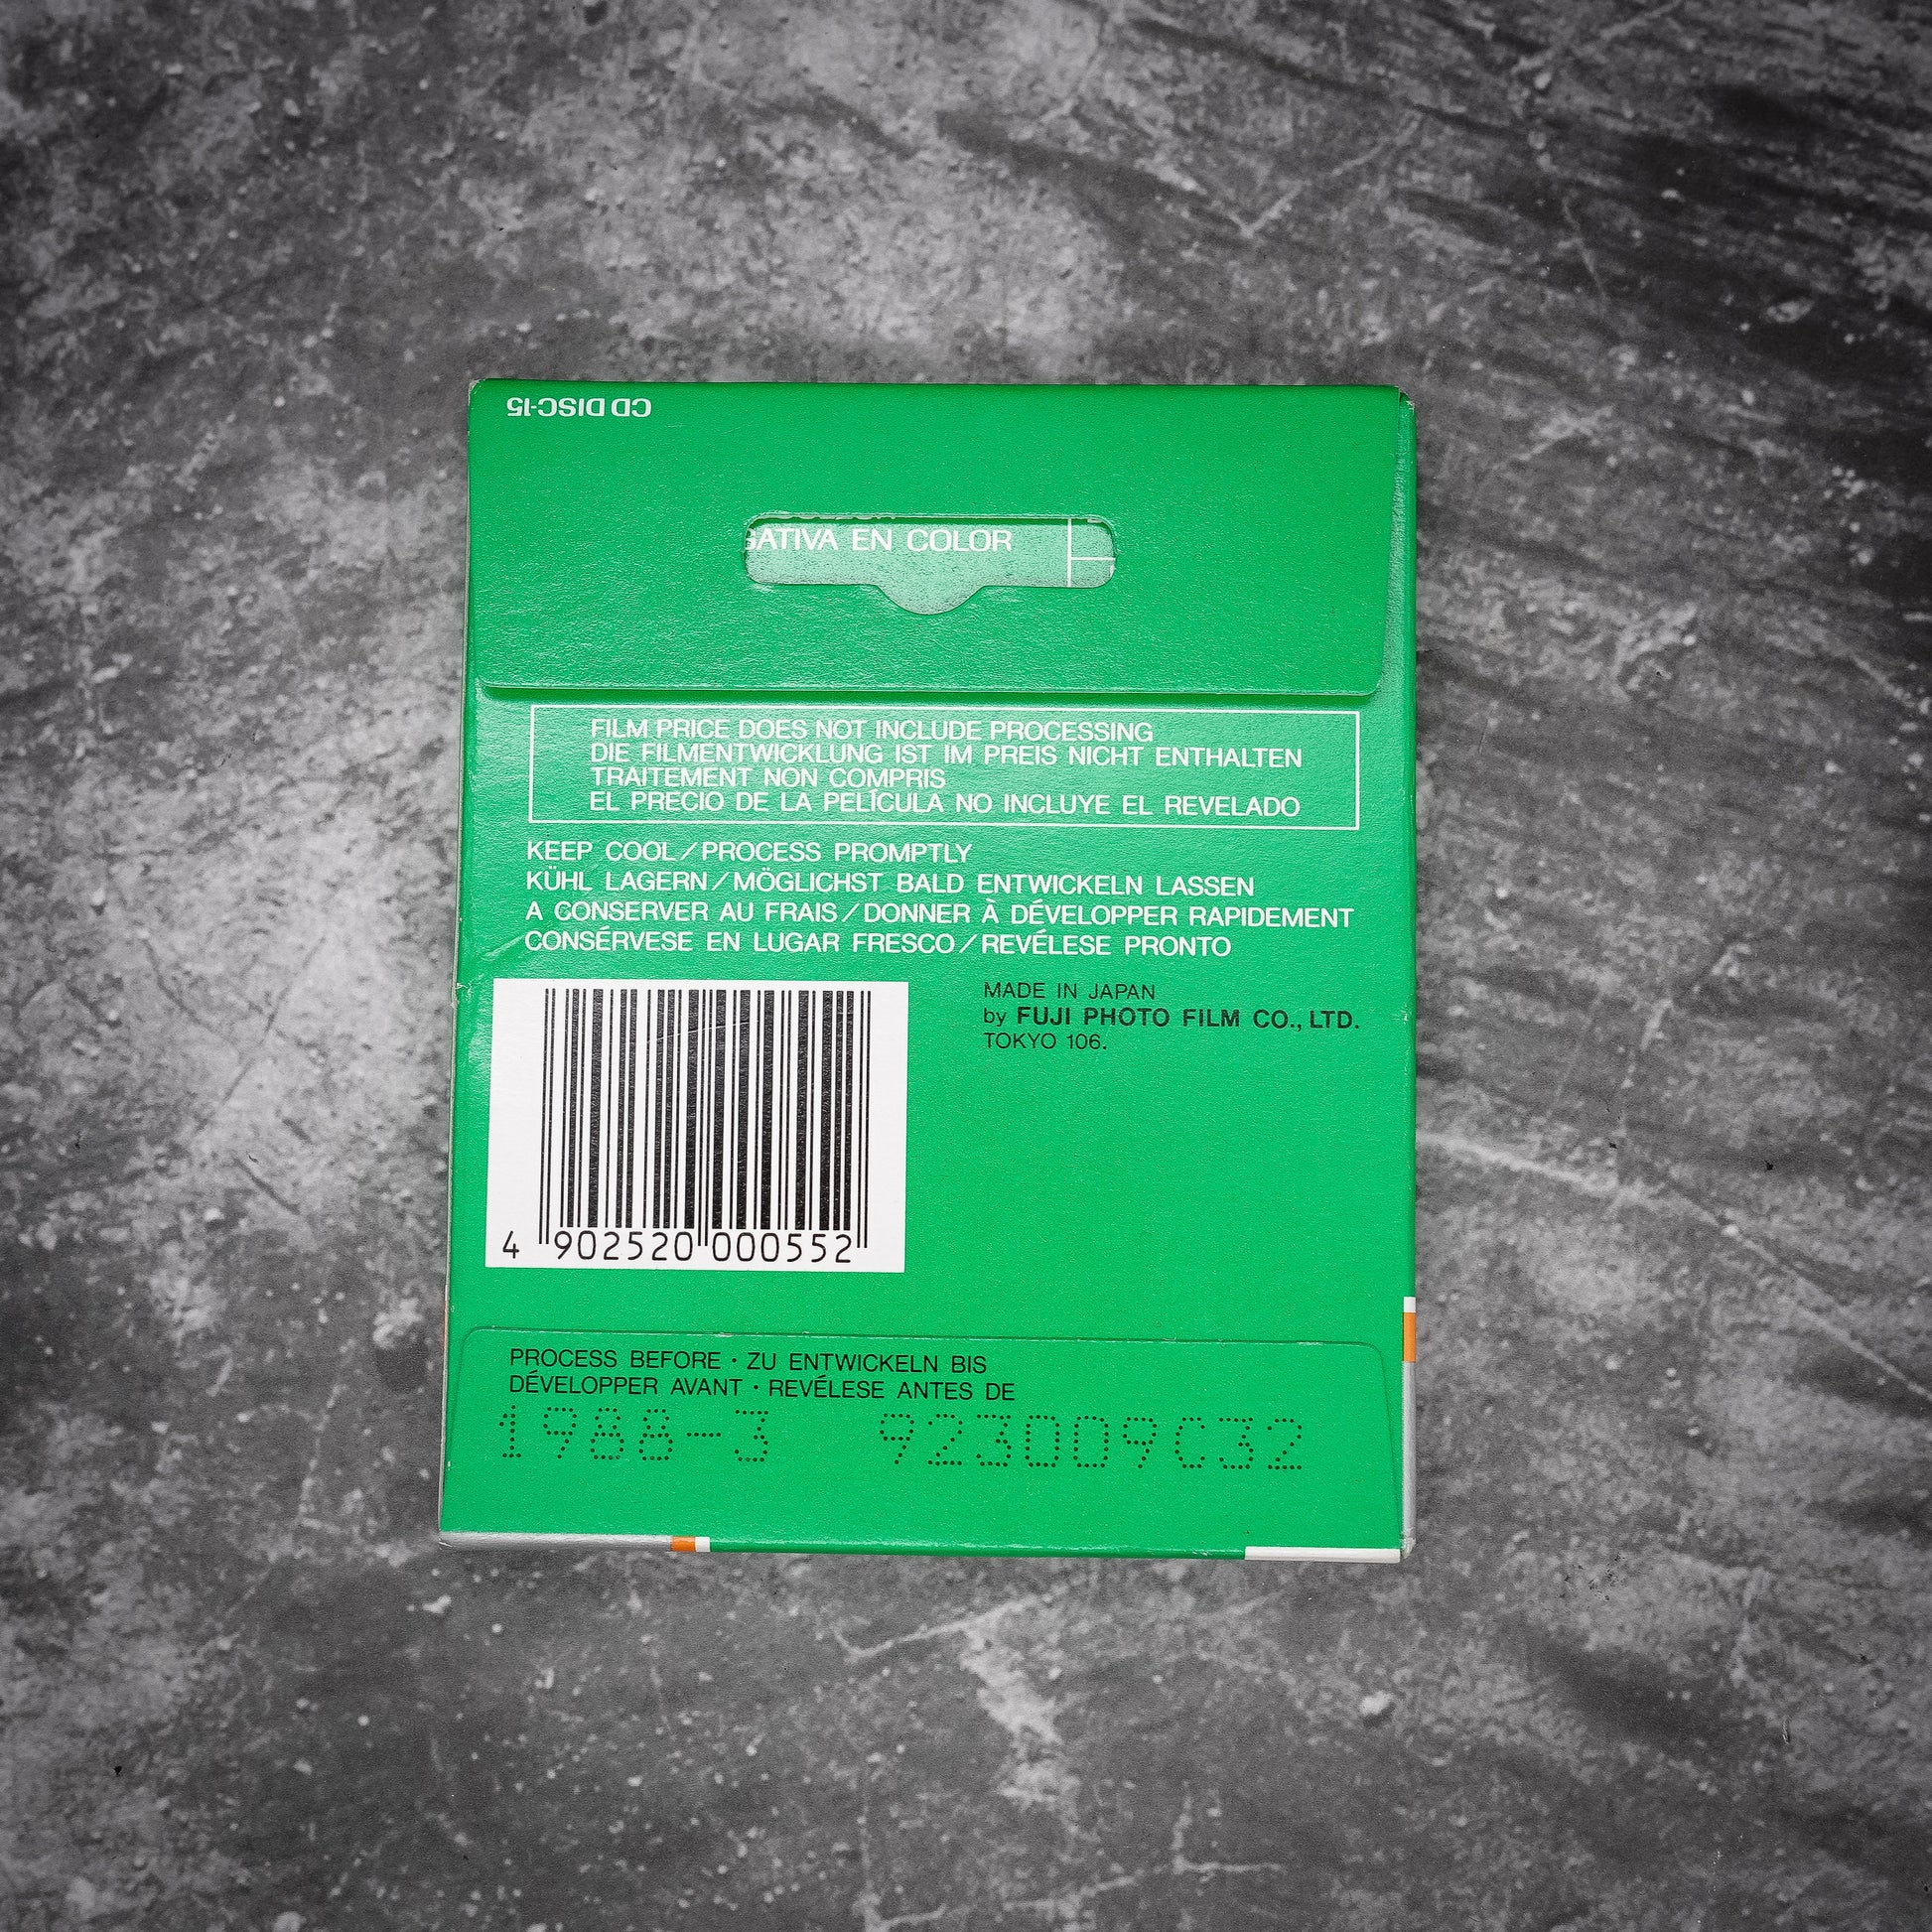 CD DISC-15
GATIVA EN COLOR
FILM PRICE DOES NOT INCLUDE PROCESSING
DIE FILMENTWICKLUNG IST IM PREIS NICHT ENTHALTEN
TRAITEMENT NON COMPRIS
EL PRECIO DE LA PELÍCULA NO INCLUYE EL REVELADO
KEEP COOL/PROCESS PROMPTLY
KÜHL LAGERN/MÖGLICHST BALD ENTWICKELN LASSEN
A CONSERVER AU FRAIS/DONNER À DÉVELOPPER RAPIDEMENT
CONSÉRVESE EN LUGAR FRESCO/REVÉLESE PRONTO
MADE IN JAPAN
by FUJI PHOTO FILM CO., LTD.
TOKYO 106.
4 902520 000552
PROCESS BEFORE · ZU ENTWICKELN BIS
DÉVELOPPER AVANT · REVÉLESE ANTES DE
1988-3 923009C32